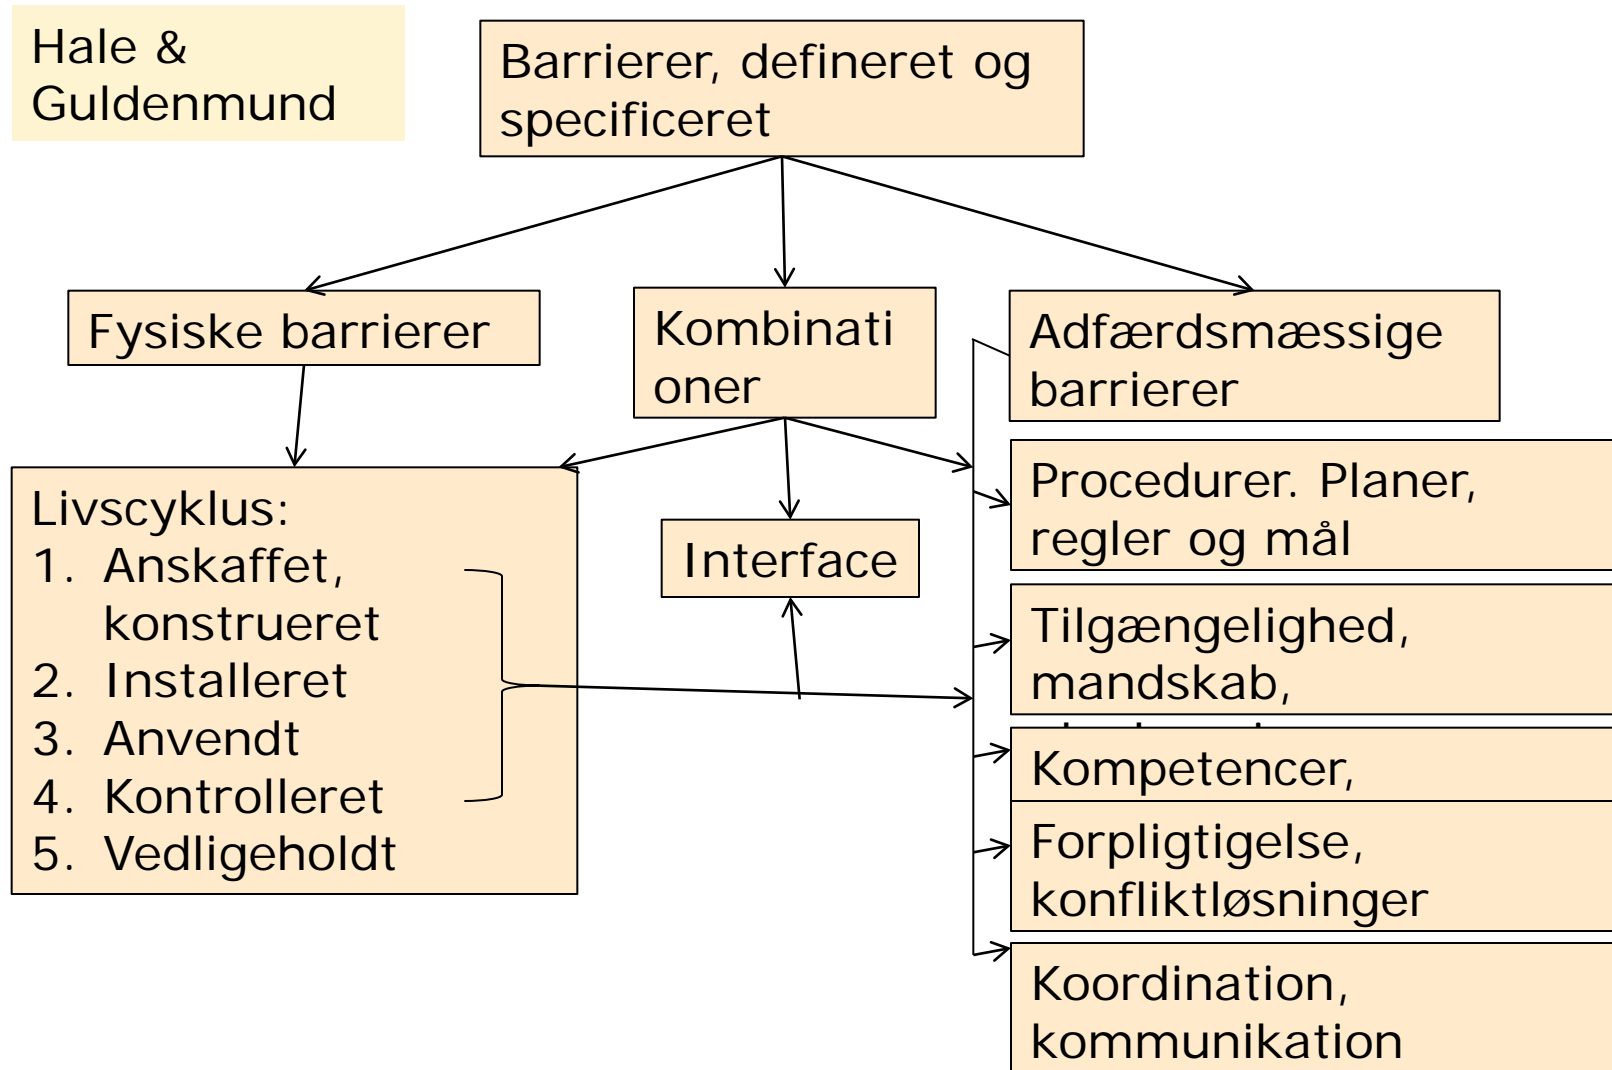 Hale &
Guldenmund
Barrierer, defineret og
specificeret
Fysiske barrierer
Kombinati
oner
Adfærdsmæssige
barrierer
Livscyklus:
1. Anskaffet,
konstrueret
2. Installeret
3. Anvendt
4. Kontrolleret
5. Vedligeholdt
Interface
Procedurer. Planer,
regler og mål
Tilgængelighed,
mandskab,
Kompetencer,
Forpligtigelse,
konfliktløsninger
Koordination,
kommunikation